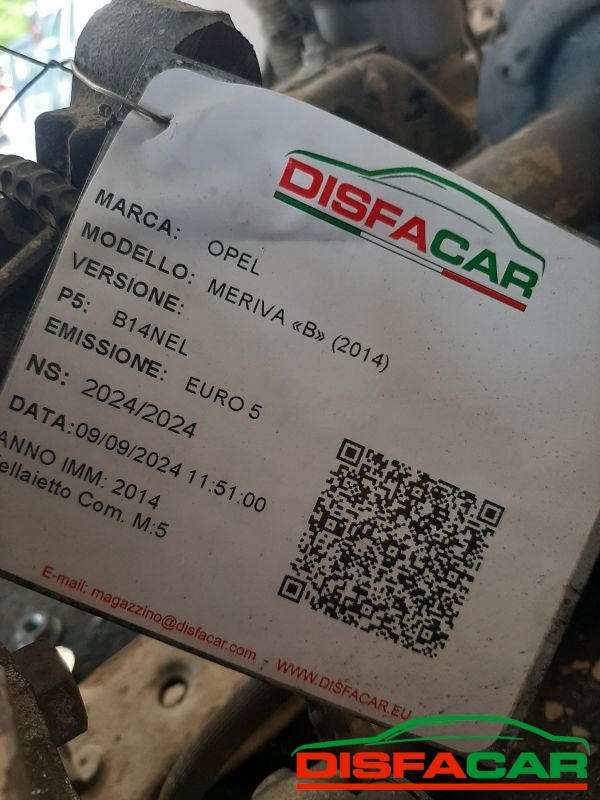 DISFACAR
MARCA: OPEL
MODELLO: MERIVA «B» (2014)
VERSIONE:
P5: B14NEL
EMISSIONE: EURO 5
NS: 2024/2024
DATA:09/09/2024 11:51:00
ANNO IMM: 2014
ellaietto Com. M:5
E-mail: magazzino@disfacar.com - WWW.DISFACAR.EU
DISFACAR